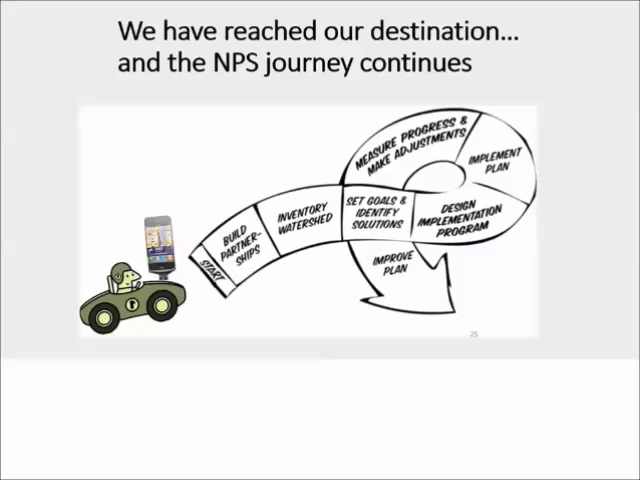 We have reached our destination...
and the NPS journey continues
MEASURE PROGRESS &
MAKE ADJUSTMENTS
IMPLEMENT
PLAN
SET GOALS &
IDENTIFY
SOLUTIONS
DESIGN
IMPLEMENTATION
PROGRAM
INVENTORY
WATERSHED
BUILD
PARTNER-
SHIPS
START
IMPROVE
PLAN
25